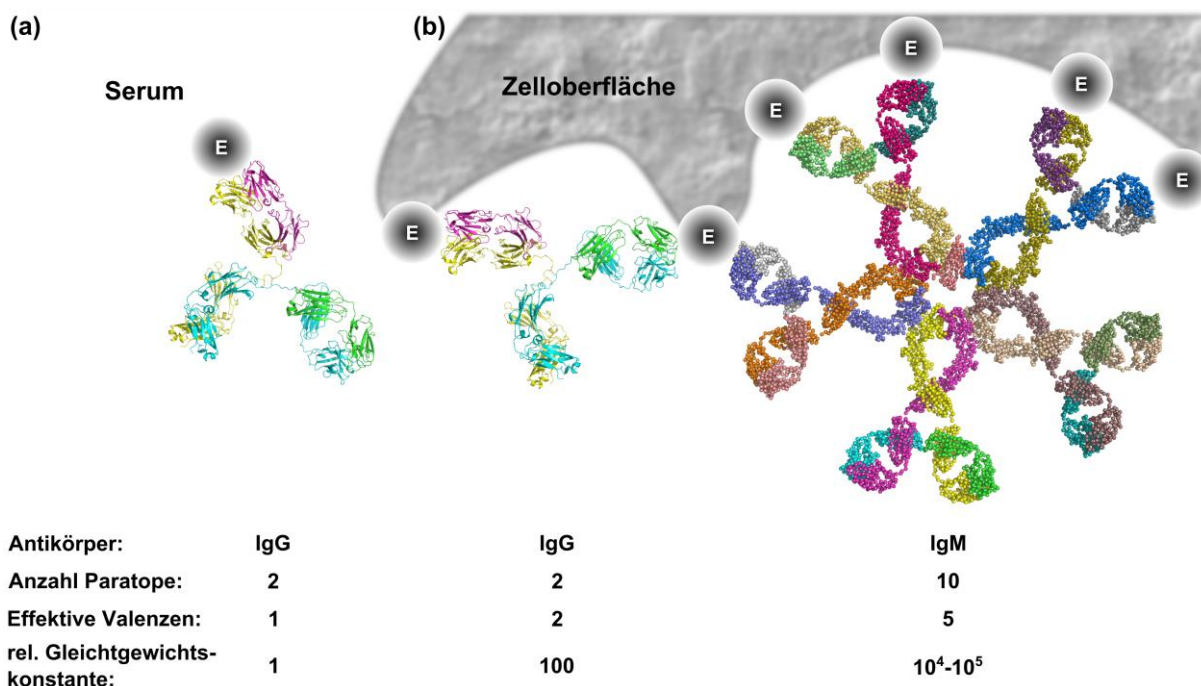 (a)
(b)
Serum
Zelloberfläche
E
E
E
E
E
E
E
Antikörper: IgG IgG IgM
Anzahl Paratope: 2 2 10
Effektive Valenzen: 1 2 5
rel. Gleichtgewichts-
konstante: 1 100 10⁴-10⁵